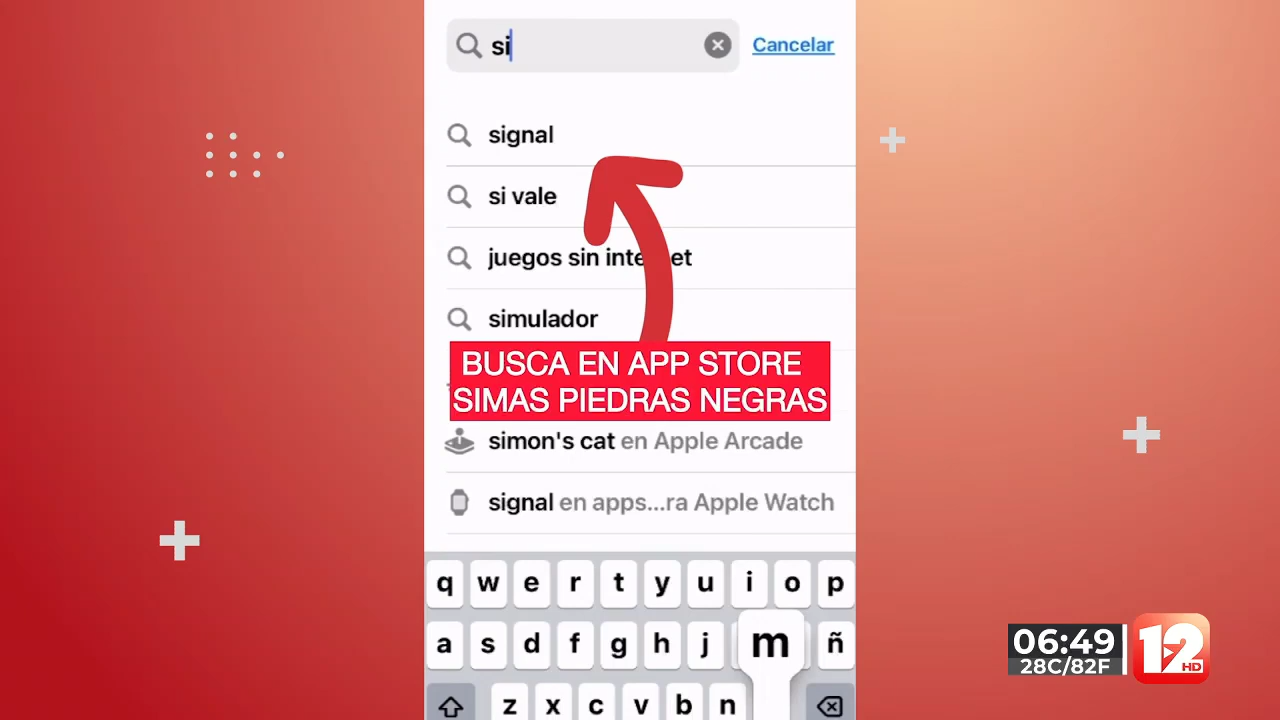 si
Cancelar
signal
si vale
juegos sin inte et
simulador
BUSCA EN APP STORE
SIMAS PIEDRAS NEGRAS
simon's cat en Apple Arcade
signal en apps...ra Apple Watch
q w e r t y u i o p
a s d f g h j m ñ
z x c v b n
06:49
28C/82F
12
HD